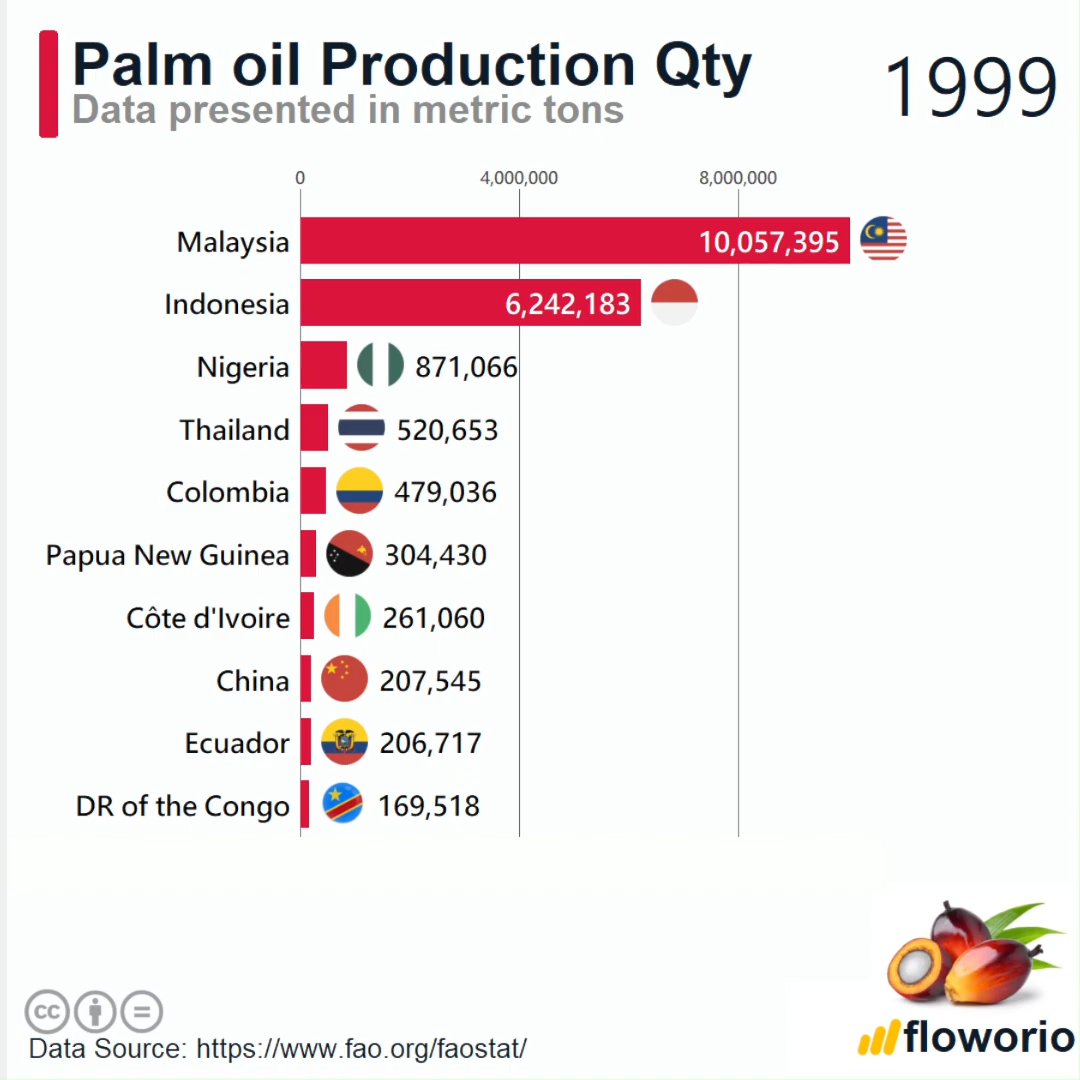 Palm oil Production Qty
Data presented in metric tons
1999
0 4,000,000 8,000,000
Malaysia 10,057,395
Indonesia 6,242,183
Nigeria 871,066
Thailand 520,653
Colombia 479,036
Papua New Guinea 304,430
Côte d'Ivoire 261,060
China 207,545
Ecuador 206,717
DR of the Congo 169,518
cc
Data Source: https://www.fao.org/faostat/
floworio